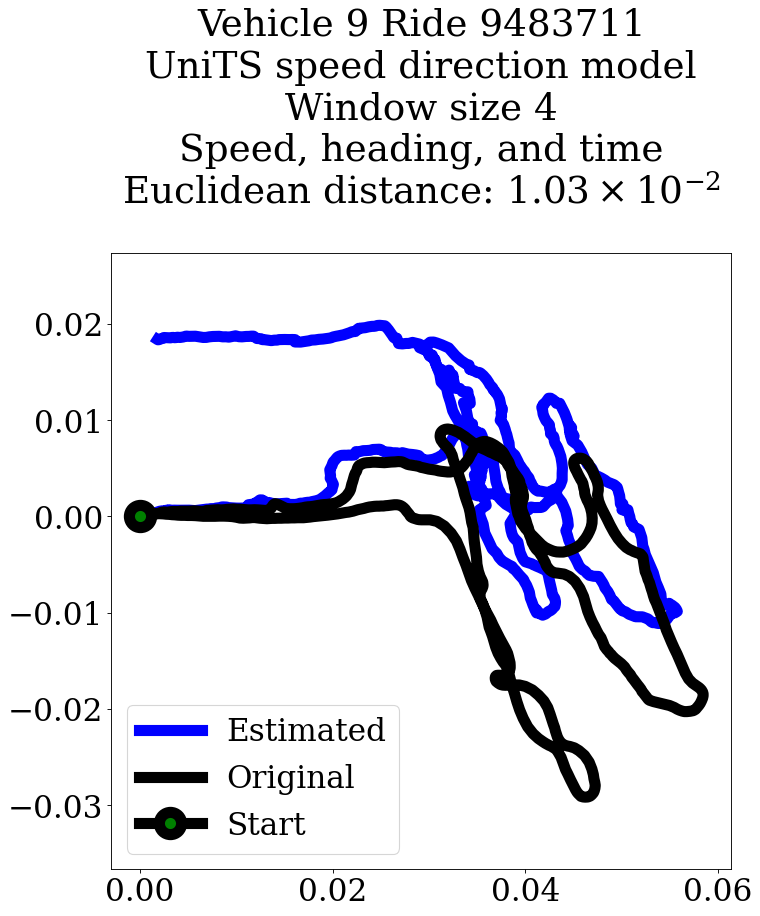 Vehicle 9 Ride 9483711
UniTS speed direction model
Window size 4
Speed, heading, and time
Euclidean distance: 1.03 × 10⁻²
0.02
0.01
0.00
−0.01
−0.02
−0.03
Estimated
Original
Start
0.00 0.02 0.04 0.06